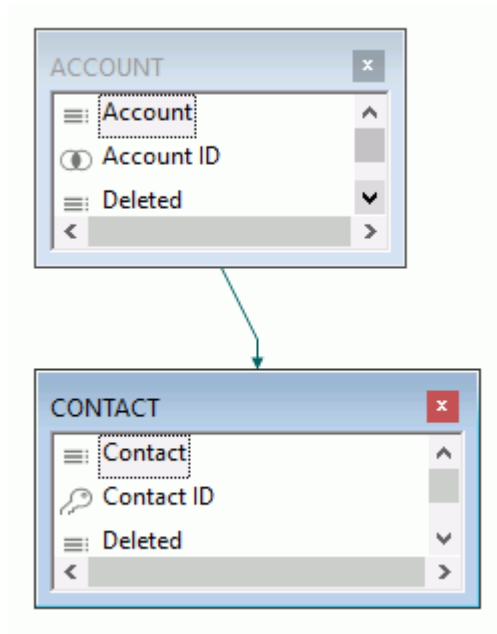 ACCOUNT
Account
Account ID
Deleted
CONTACT
Contact
Contact ID
Deleted